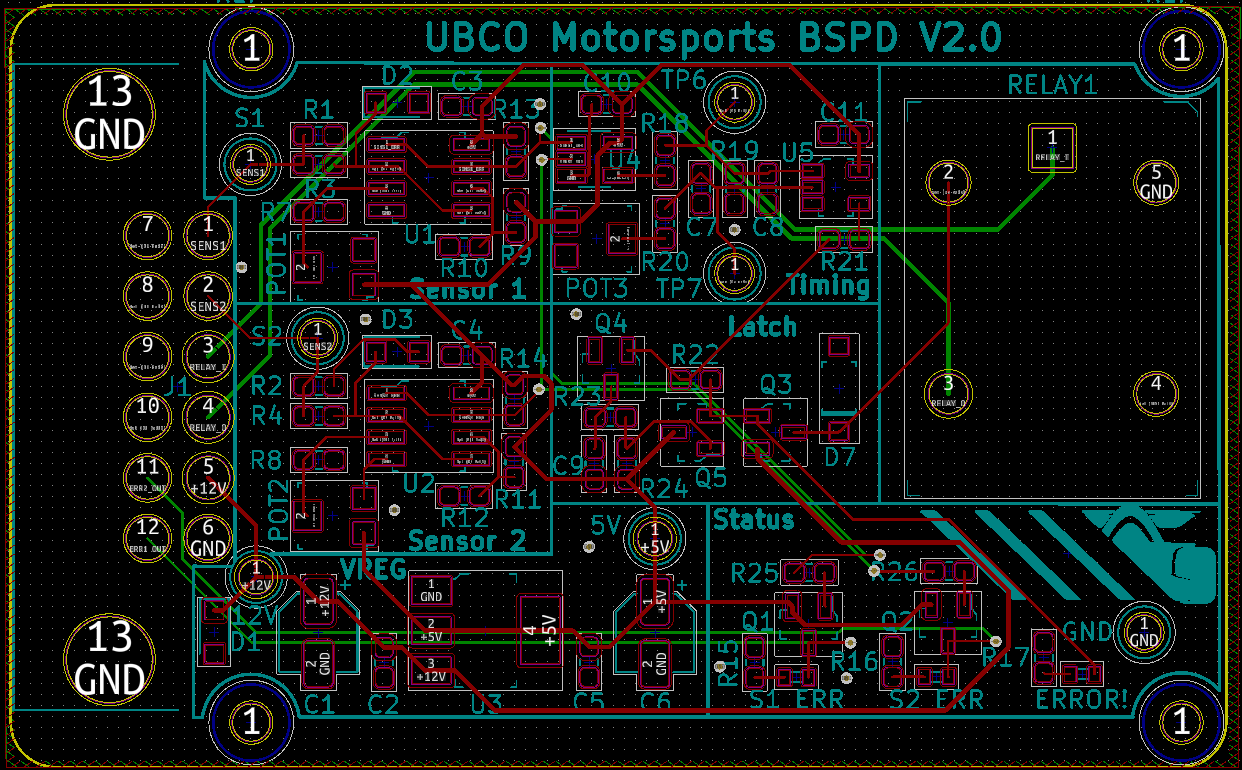 UBCO Motorsports BSPD V2.0
1
1
13
GND
D2
C3
C10
TP6
RELAY1
S1
R1
R13
1
C11
1
SENS1
R3
U4
R19
U5
1
RELAY_I
2
5
GND
R7
7
1
SENS1
POT1
2
U1
R10
R9
2
R20
C7
C8
R21
1
8
2
SENS2
Sensor 1
POT3
TP7
Timing
S2
1
SENS2
D3
C4
Q4
Latch
9
3
RELAY_I
J1
R2
R14
R22
R23
Q3
3
RELAY_O
4
10
4
RELAY_O
R4
11
ERR2_OUT
5
+12V
R8
U2
R11
C9
R24
Q5
D7
12
ERR1_OUT
6
GND
POT2
2
R12
Sensor 2
5V
1
+5V
Status
VREG
1
+12V
12V
R25
R26
D1
1
+12V
2
GND
1
GND
2
+5V
3
+12V
4
+5V
1
+5V
2
GND
Q1
Q2
GND
1
GND
13
GND
R15
R16
R17
C1
C2
U3
C5
C6
S1
ERR
S2
ERR
ERROR!
1
1